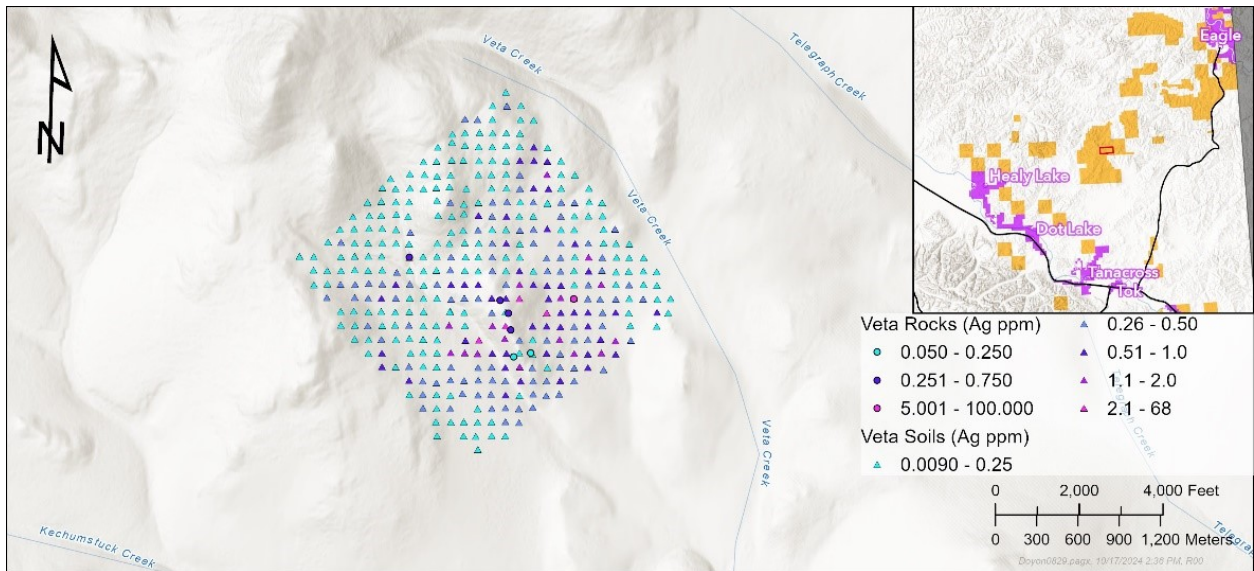 N
Veta Creek
Telegraph Creek
Veta Creek
Veta Creek
Kechumstuck Creek
Eagle
Healy Lake
Dot Lake
Tanacross
Tok
Veta Rocks (Ag ppm)
0.050 - 0.250
0.251 - 0.750
5.001 - 100.000
Veta Soils (Ag ppm)
0.0090 - 0.25
0.26 - 0.50
0.51 - 1.0
1.1 - 2.0
2.1 - 68
0 2,000 4,000 Feet
0 300 600 900 1,200 Meters
Doyon0829.pagx, 10/17/2024 2:36 PM, R00